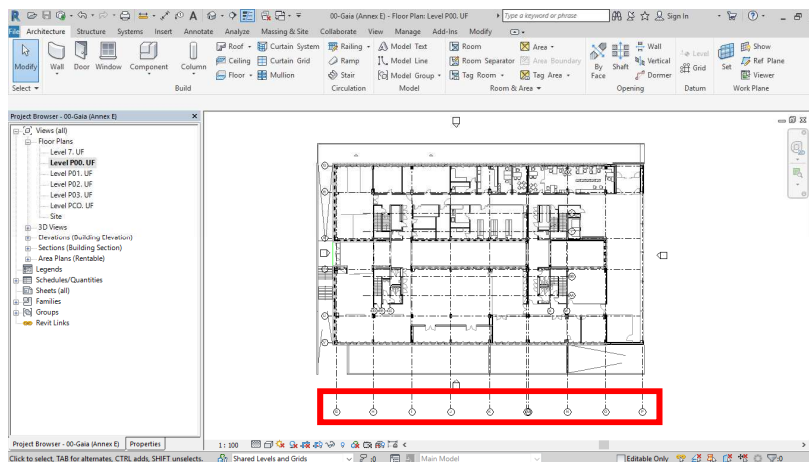 00-Gaia (Annex E) - Floor Plan: Level P00. UF
Type a keyword or phrase
Sign In
File Architecture Structure Systems Insert Annotate Analyze Massing & Site Collaborate View Manage Add-Ins Modify
Modify Wall Door Window Component Column
Roof Curtain System Railing Model Text Room Area Wall Level Show
Ceiling Curtain Grid Ramp Model Line Room Separator Area Boundary By Face Shaft Vertical Grid Set Ref Plane
Floor Mullion Stair Model Group Tag Room Tag Area Dormer Viewer
Select Build Circulation Model Room & Area Opening Datum Work Plane
Project Browser - 00-Gaia (Annex E)
Views (all)
Floor Plans
Level 7. UF
Level P00. UF
Level P01. UF
Level P02. UF
Level P03. UF
Level PCO. UF
Site
3D Views
Elevations (Building Elevation)
Sections (Building Section)
Area Plans (Rentable)
Legends
Schedules/Quantities
Sheets (all)
Families
Groups
Revit Links
Project Browser - 00-Gaia (Annex E) Properties
1 : 100
Click to select, TAB for alternates, CTRL adds, SHIFT unselects.
Shared Levels and Grids
:0
Main Model
Editable Only
:0